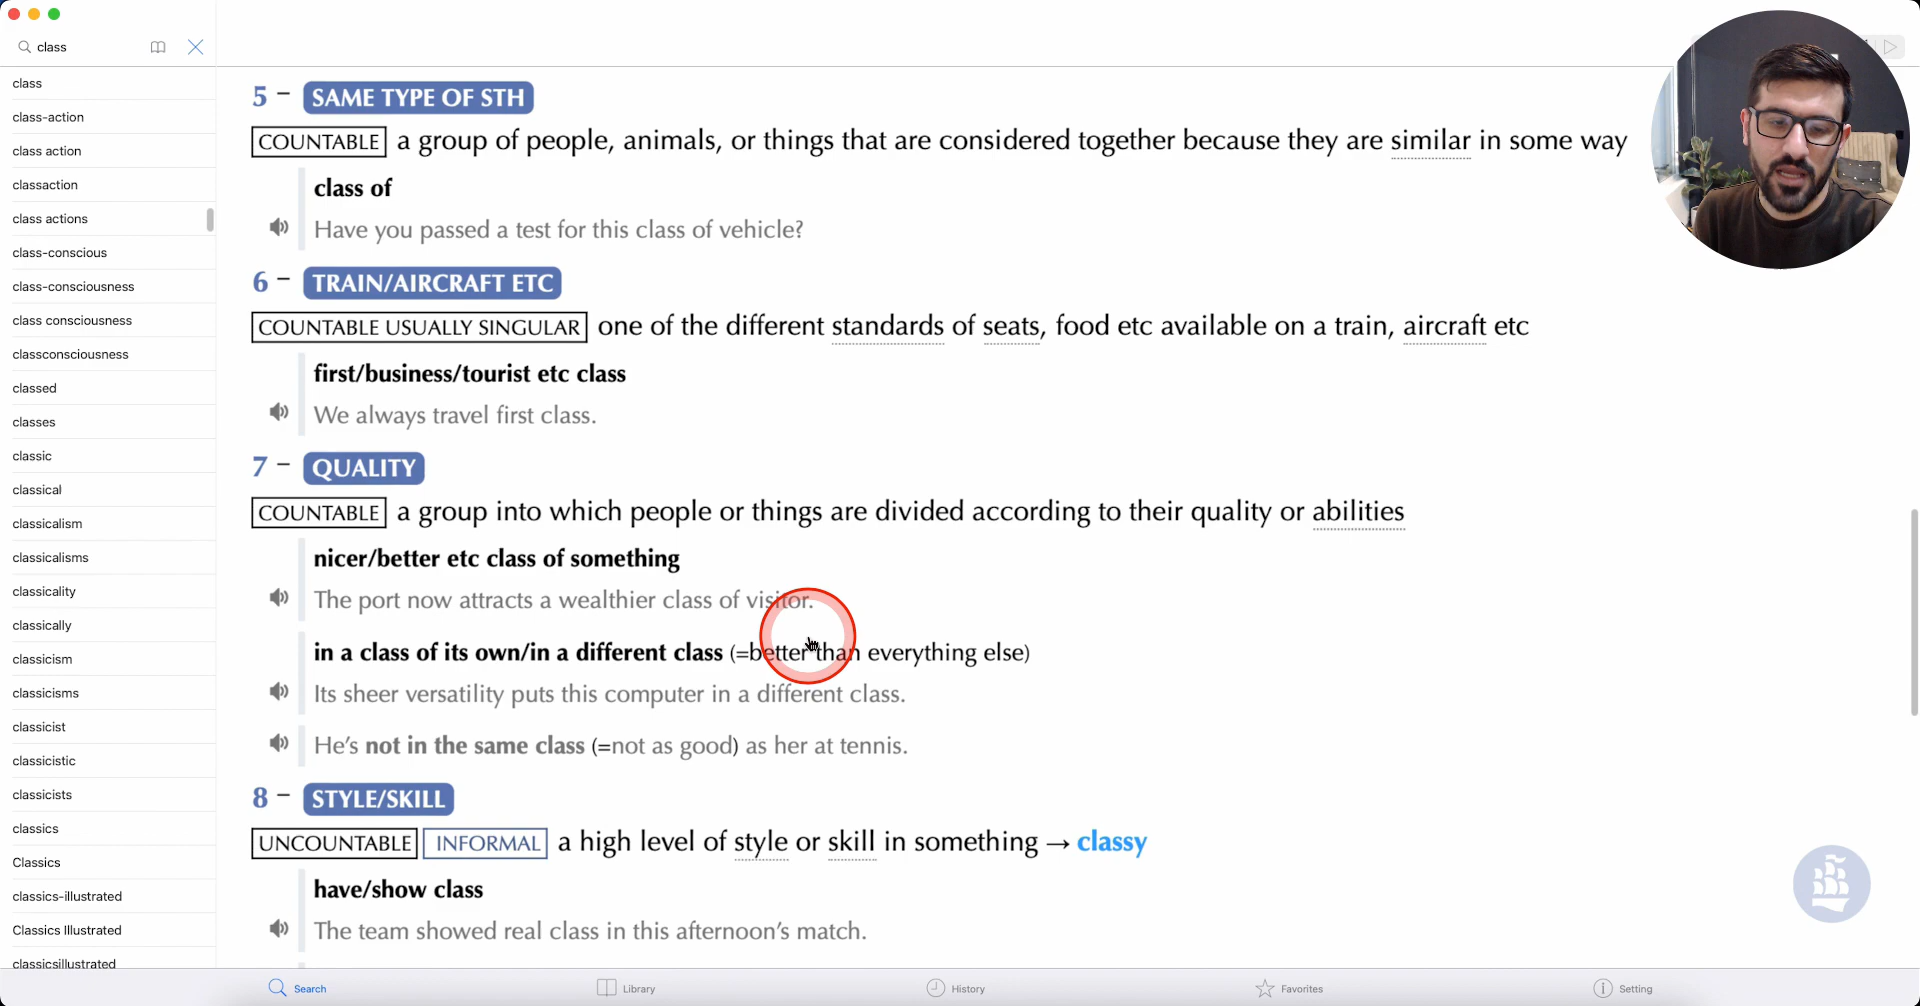 class
class
class-action
class action
classaction
class actions
class-conscious
class-consciousness
class consciousness
classconsciousness
classed
classes
classic
classical
classicalism
classicalisms
classicality
classically
classicism
classicisms
classicist
classicistic
classicists
classics
Classics
classics-illustrated
Classics Illustrated
classicsillustrated
5 – SAME TYPE OF STH
COUNTABLE a group of people, animals, or things that are considered together because they are similar in some way
class of
Have you passed a test for this class of vehicle?
6 – TRAIN/AIRCRAFT ETC
COUNTABLE USUALLY SINGULAR one of the different standards of seats, food etc available on a train, aircraft etc
first/business/tourist etc class
We always travel first class.
7 – QUALITY
COUNTABLE a group into which people or things are divided according to their quality or abilities
nicer/better etc class of something
The port now attracts a wealthier class of visitor.
in a class of its own/in a different class (=better than everything else)
Its sheer versatility puts this computer in a different class.
He's not in the same class (=not as good) as her at tennis.
8 – STYLE/SKILL
UNCOUNTABLE INFORMAL a high level of style or skill in something → classy
have/show class
The team showed real class in this afternoon's match.
Search
Library
History
Favorites
Setting